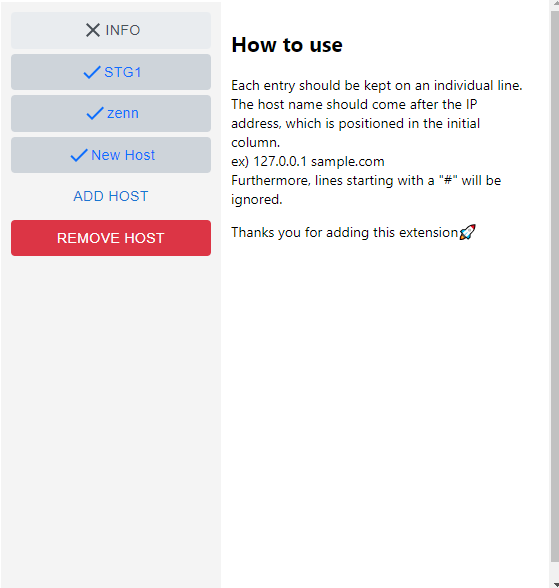 INFO
STG1
zenn
New Host
ADD HOST
REMOVE HOST
How to use
Each entry should be kept on an individual line.
The host name should come after the IP
address, which is positioned in the initial
column.
ex) 127.0.0.1 sample.com
Furthermore, lines starting with a "#" will be
ignored.
Thanks you for adding this extension🚀